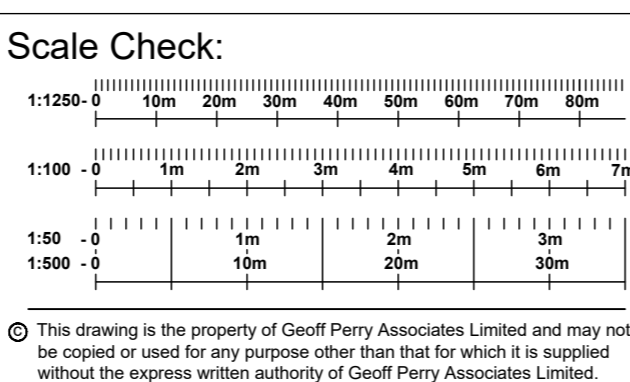 Scale Check:
1:1250- 0 10m 20m 30m 40m 50m 60m 70m 80m
1:100 - 0 1m 2m 3m 4m 5m 6m 7m
1:50 - 0 1m 2m 3m
1:500 - 0 10m 20m 30m
© This drawing is the property of Geoff Perry Associates Limited and may not
be copied or used for any purpose other than that for which it is supplied
without the express written authority of Geoff Perry Associates Limited.